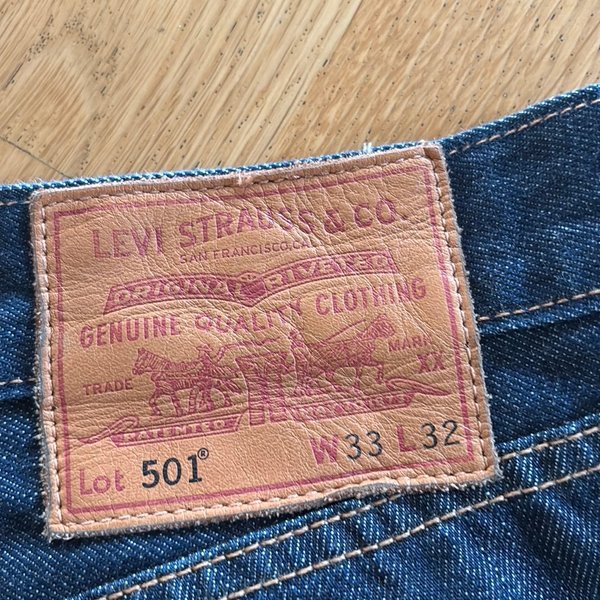 LEVI STRAUSS & CO.
SAN FRANCISCO, CAL
ORIGINAL RIVETED
GENUINE QUALITY CLOTHING
TRADE MARK
XX
Lot 501® W33 L32